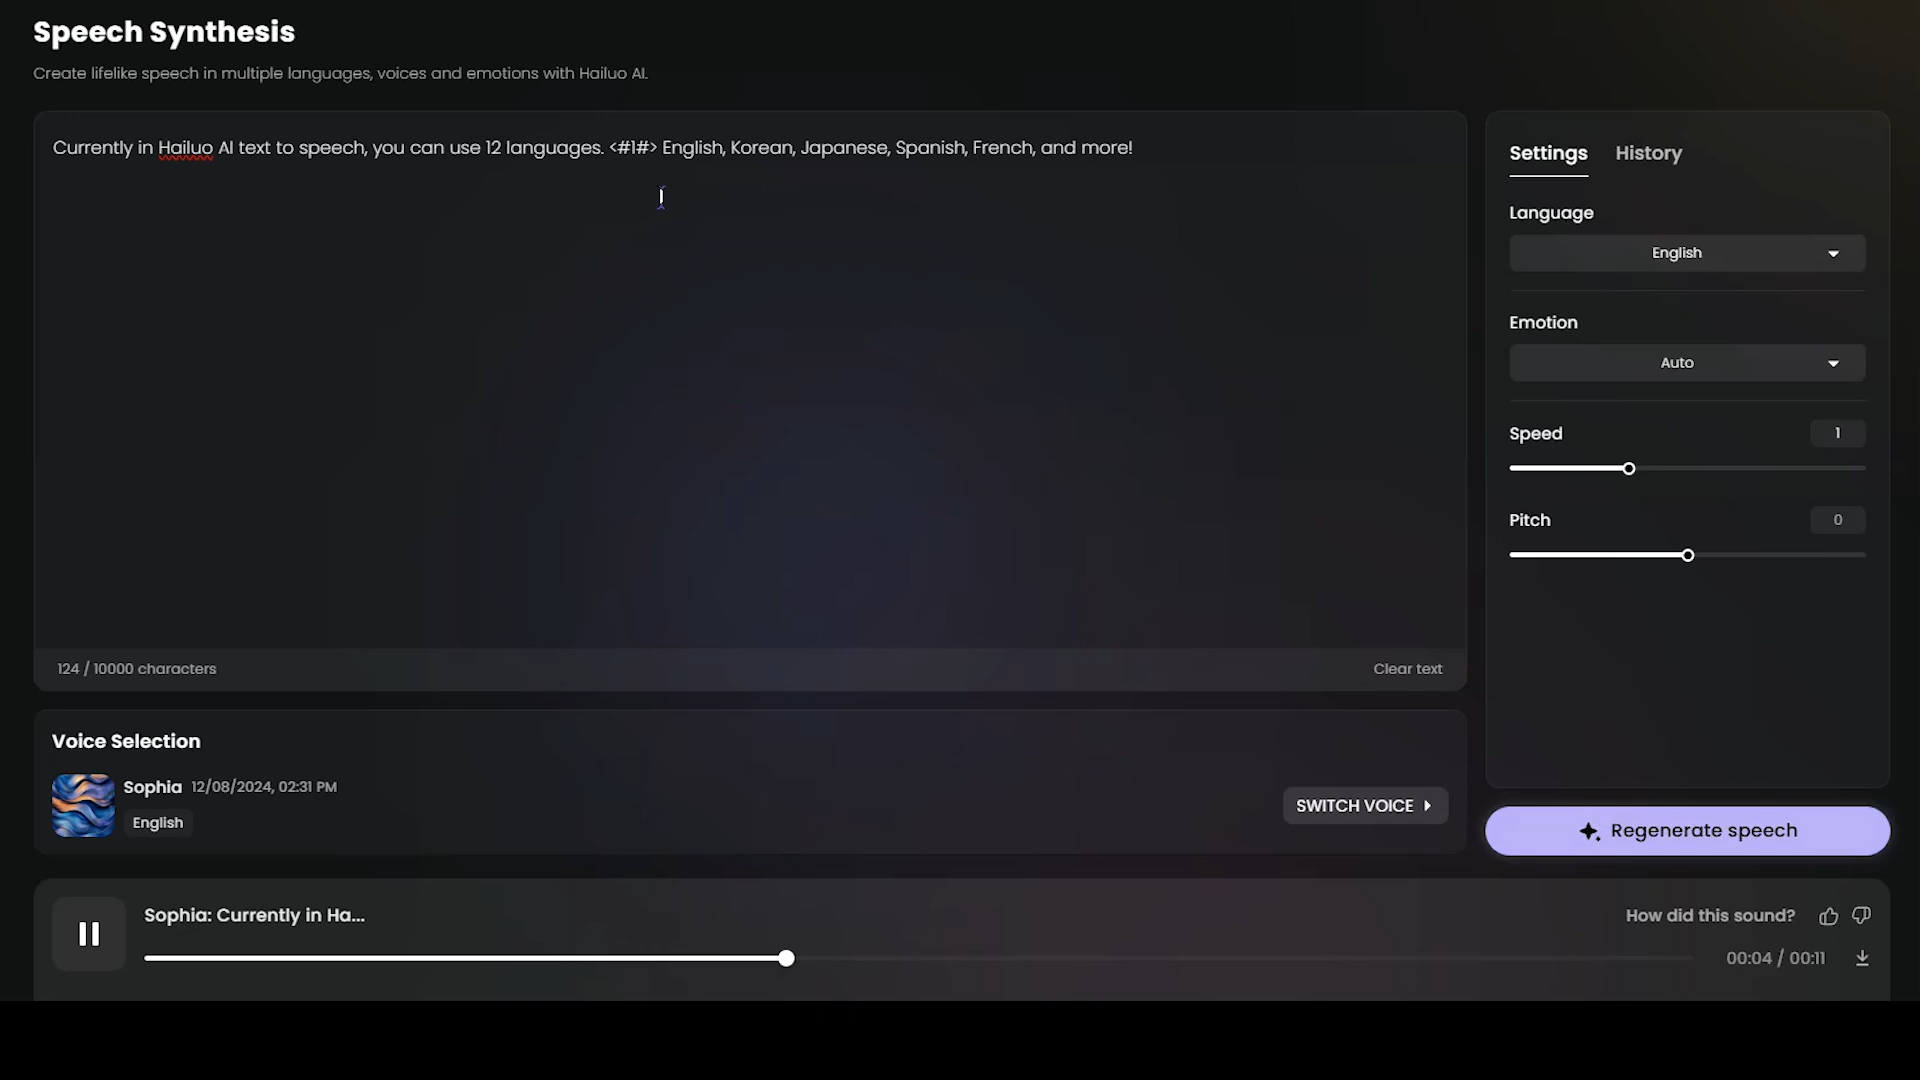 Speech Synthesis
Create lifelike speech in multiple languages, voices and emotions with Hailuo AI.
Currently in Hailuo AI text to speech, you can use 12 languages. <#1#> English, Korean, Japanese, Spanish, French, and more!
124 / 10000 characters
Clear text
Settings
History
Language
English
Emotion
Auto
Speed
1
Pitch
0
Voice Selection
Sophia 12/08/2024, 02:31 PM
English
SWITCH VOICE
Regenerate speech
Sophia: Currently in Ha...
How did this sound?
00:04 / 00:11